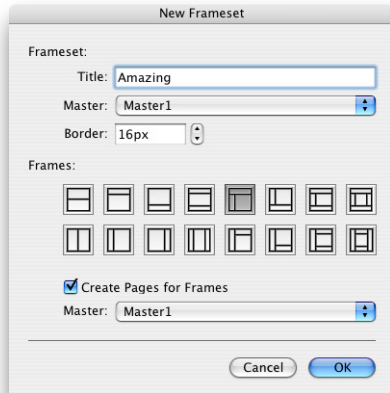 New Frameset
Frameset:
Title: Amazing
Master: Master1
Border: 16px
Frames:
Create Pages for Frames
Master: Master1
Cancel OK